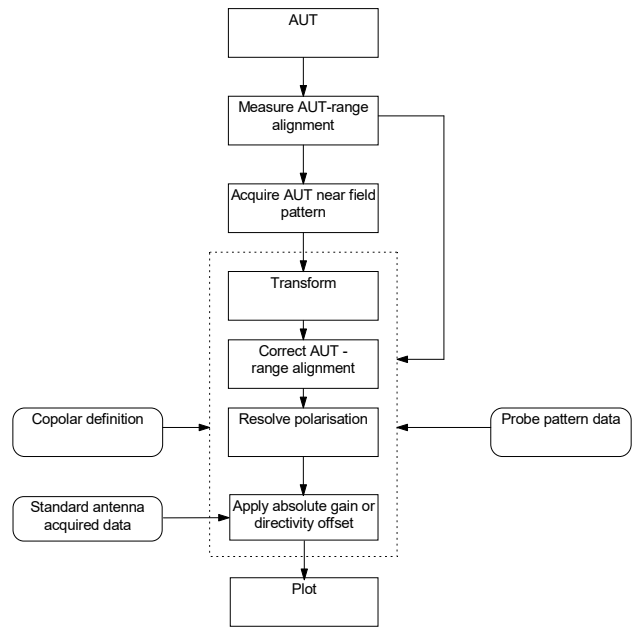 AUT
Measure AUT-range
alignment
Acquire AUT near field
pattern
Transform
Correct AUT -
range alignment
Copolar definition
Resolve polarisation
Probe pattern data
Standard antenna
acquired data
Apply absolute gain or
directivity offset
Plot